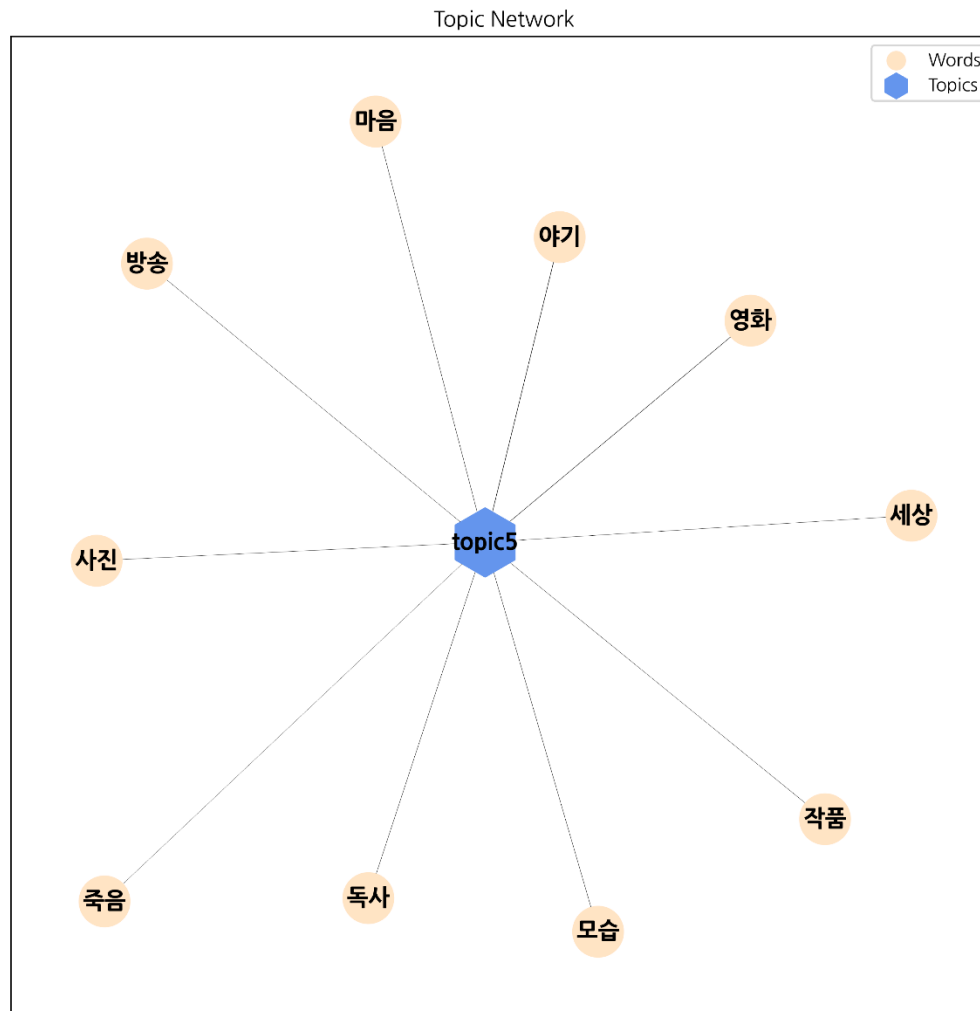 Topic Network
Words
Topics
마음
야기
방송
영화
세상
topic5
사진
작품
독사
죽음
모습